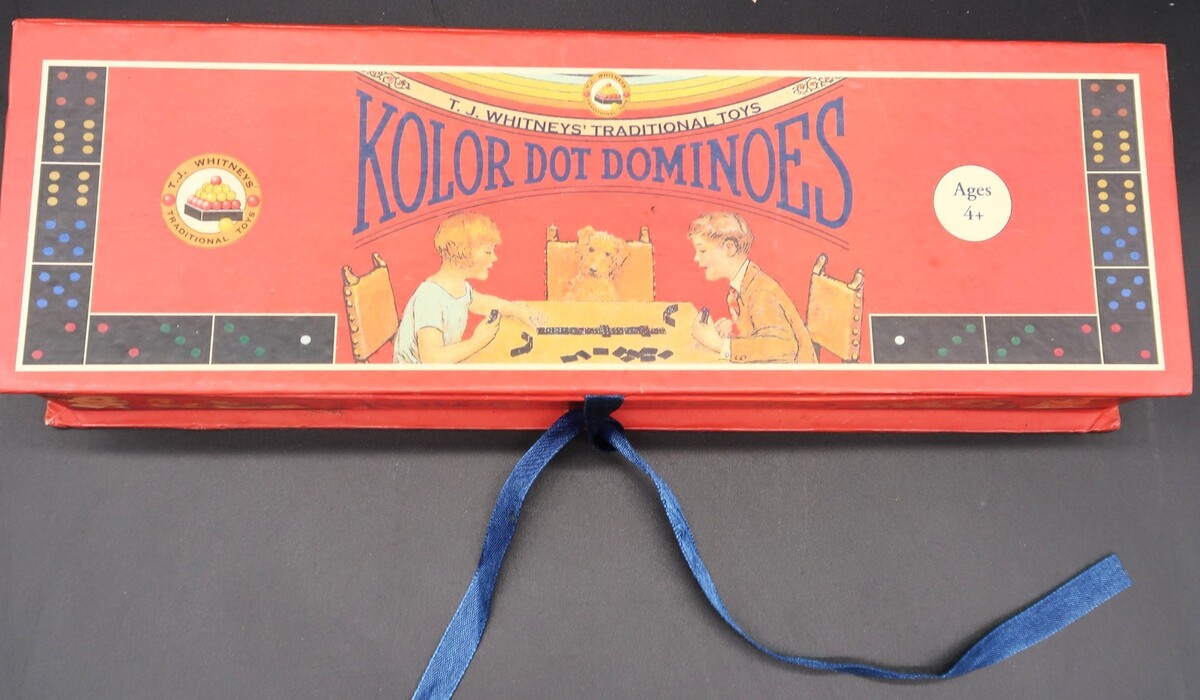 T. J. WHITNEYS' TRADITIONAL TOYS
KOLOR DOT DOMINOES
T.J. WHITNEYS'
TRADITIONAL TOYS
Ages
4+